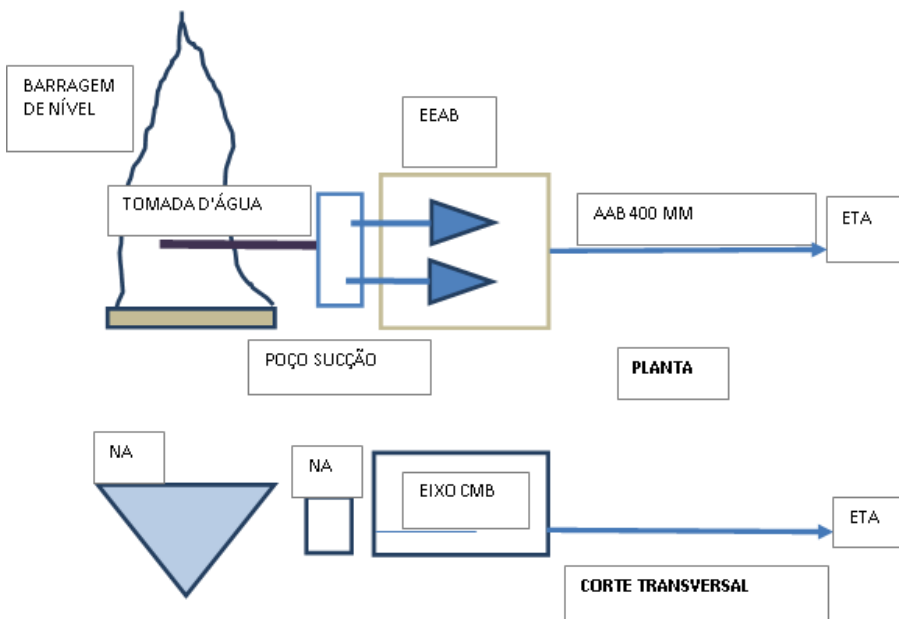 BARRAGEM
DE NÍVEL
EEAB
TOMADA D'ÁGUA
AAB 400 MM
ETA
POÇO SUCÇÃO
PLANTA
NA
NA
EIXO CMB
ETA
CORTE TRANSVERSAL